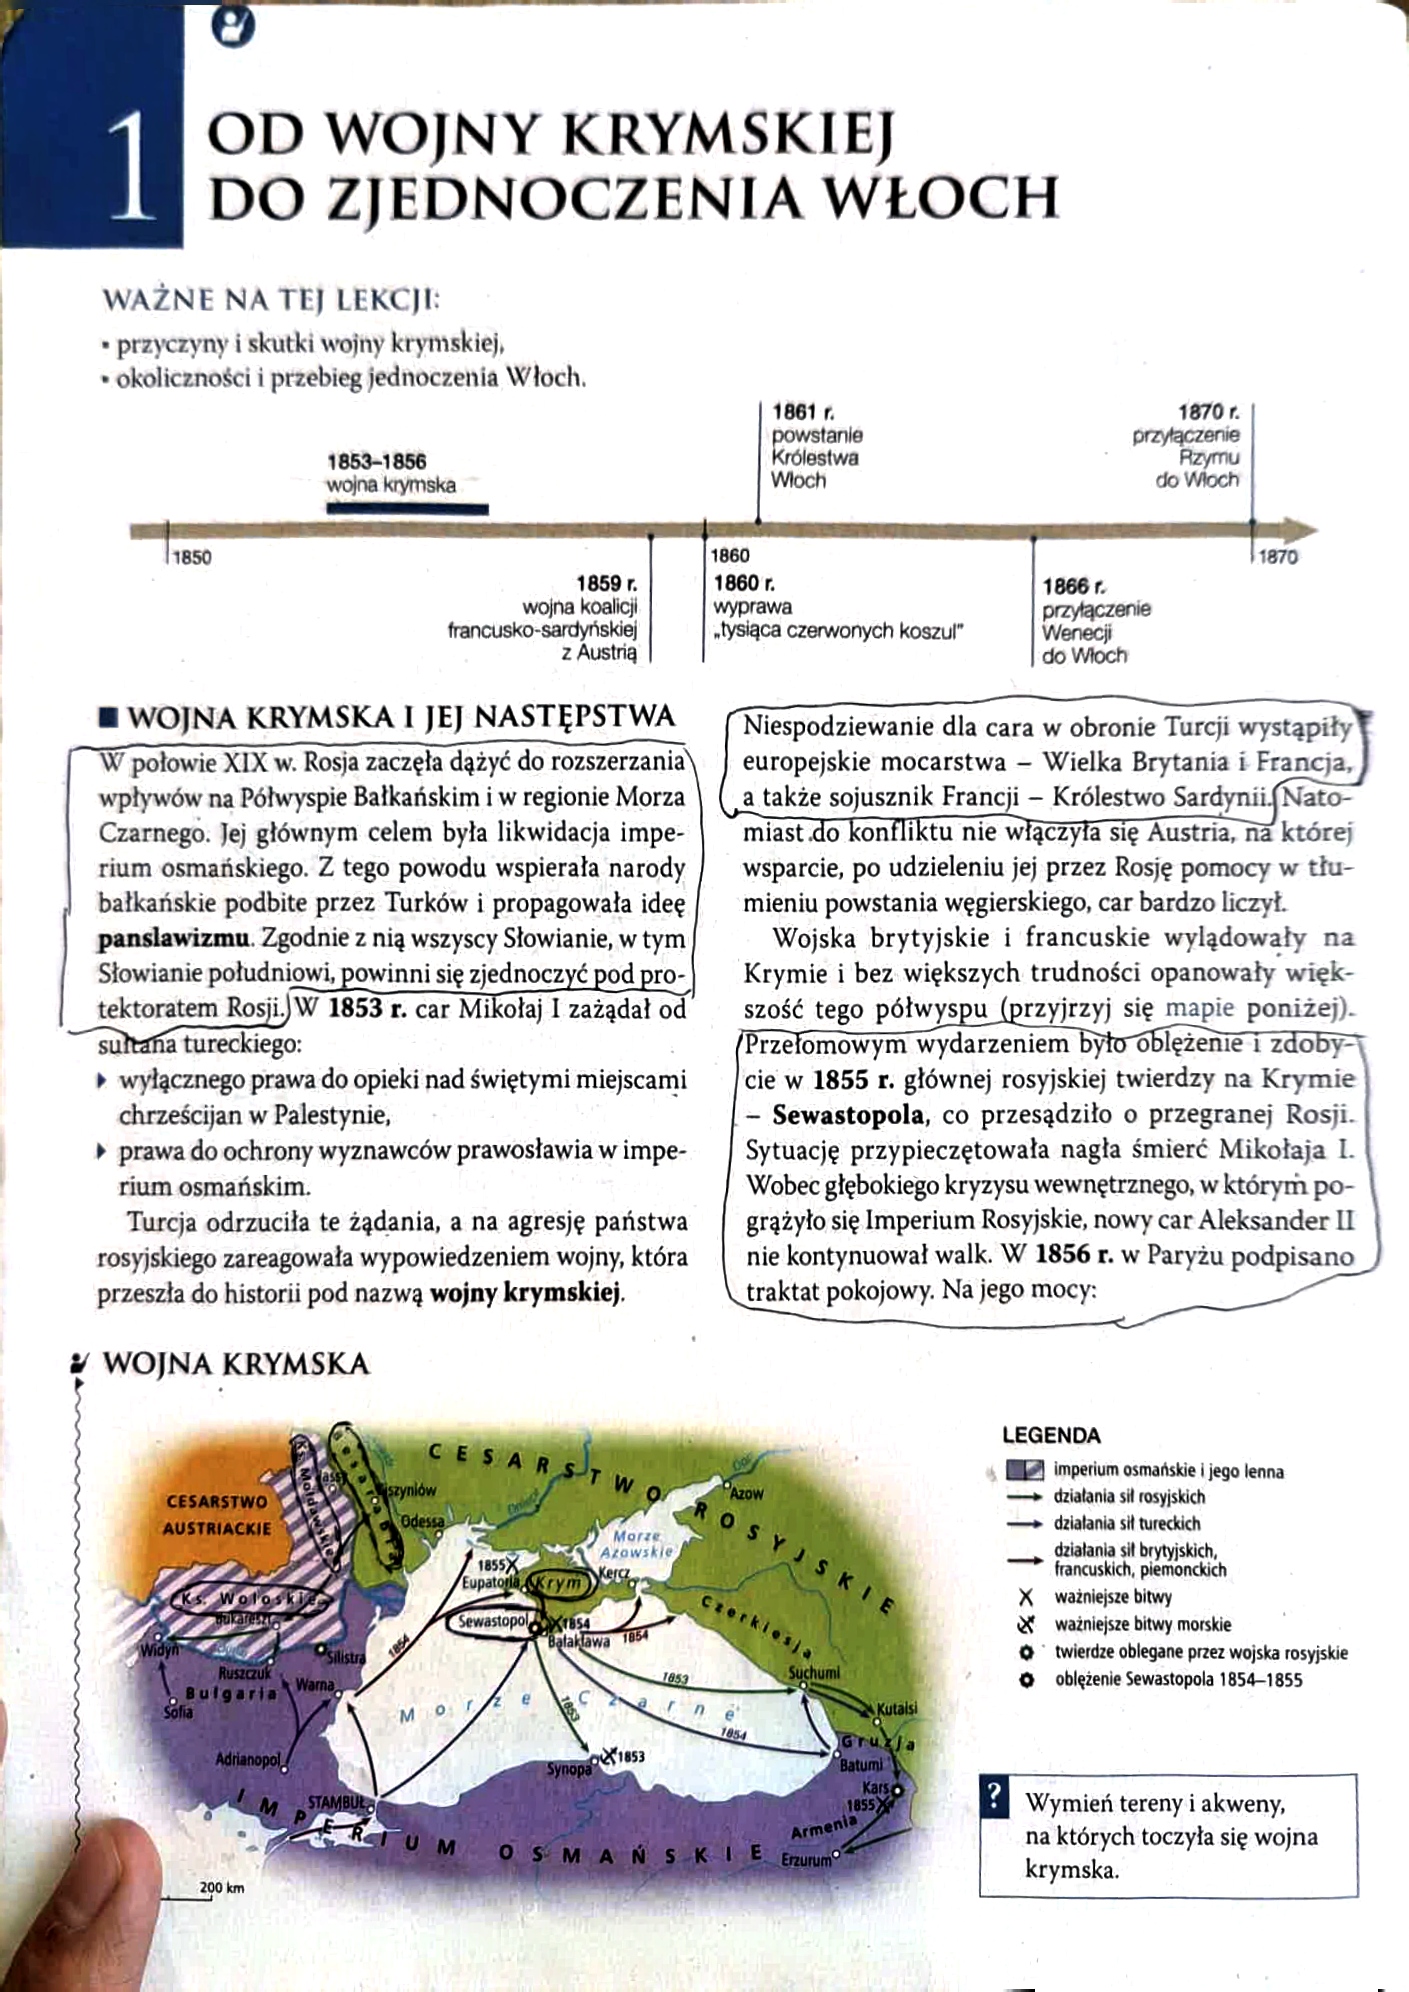 1
OD WOJNY KRYMSKIEJ
DO ZJEDNOCZENIA WŁOCH
WAŻNE NA TEJ LEKCJI:
• przyczyny i skutki wojny krymskiej,
• okoliczności i przebieg jednoczenia Włoch.
1853–1856
wojna krymska
1861 r.
powstanie
Królestwa
Włoch
1870 r.
przyłączenie
Rzymu
do Włoch
1850
1860
1870
1859 r.
wojna koalicji
francusko-sardyńskiej
z Austrią
1860 r.
wyprawa
„tysiąca czerwonych koszul”
1866 r.
przyłączenie
Wenecji
do Włoch
■ WOJNA KRYMSKA I JEJ NASTĘPSTWA
W połowie XIX w. Rosja zaczęła dążyć do rozszerzania
wpływów na Półwyspie Bałkańskim i w regionie Morza
Czarnego. Jej głównym celem była likwidacja impe-
rium osmańskiego. Z tego powodu wspierała narody
bałkańskie podbite przez Turków i propagowała ideę
panslawizmu. Zgodnie z nią wszyscy Słowianie, w tym
Słowianie południowi, powinni się zjednoczyć pod pro-
tektoratem Rosji. W 1853 r. car Mikołaj I zażądał od
sułtana tureckiego:
▶ wyłącznego prawa do opieki nad świętymi miejscami
chrześcijan w Palestynie,
▶ prawa do ochrony wyznawców prawosławia w impe-
rium osmańskim.
Turcja odrzuciła te żądania, a na agresję państwa
rosyjskiego zareagowała wypowiedzeniem wojny, która
przeszła do historii pod nazwą wojny krymskiej.
Niespodziewanie dla cara w obronie Turcji wystąpiły
europejskie mocarstwa – Wielka Brytania i Francja,
a także sojusznik Francji – Królestwo Sardynii. Nato-
miast do konfliktu nie włączyła się Austria, na której
wsparcie, po udzieleniu jej przez Rosję pomocy w tłu-
mieniu powstania węgierskiego, car bardzo liczył.
Wojska brytyjskie i francuskie wylądowały na
Krymie i bez większych trudności opanowały więk-
szość tego półwyspu (przyjrzyj się mapie poniżej).
Przełomowym wydarzeniem było oblężenie i zdoby-
cie w 1855 r. głównej rosyjskiej twierdzy na Krymie
– Sewastopola, co przesądziło o przegranej Rosji.
Sytuację przypieczętowała nagła śmierć Mikołaja I.
Wobec głębokiego kryzysu wewnętrznego, w którym po-
grążyło się Imperium Rosyjskie, nowy car Aleksander II
nie kontynuował walk. W 1856 r. w Paryżu podpisano
traktat pokojowy. Na jego mocy:
WOJNA KRYMSKA
CESARSTWO
AUSTRIACKIE
Ks. Mołdawskie
Jassy
Besarabia
Kiszyniów
Odessa
CESARSTWO ROSYJSKIE
Dniepr
Don
Azow
Morze
Azowskie
1855
Eupatoria
Krym
Kercz
Sewastopol
1854
Bałakława
1854
Czerkiesja
Ks. Wołoskie
Bukareszt
Widyń
Dunaj
Silistra
1854
Ruszczuk
Bułgaria
Warna
Sofia
Morze Czarne
1853
1853
1854
Suchumi
Kutaisi
Gruzja
Adrianopol
Synopa
1853
Batumi
Kars
1855
STAMBUŁ
Armenia
Erzurum
IMPERIUM OSMAŃSKIE
200 km
LEGENDA
imperium osmańskie i jego lenna
działania sił rosyjskich
działania sił tureckich
działania sił brytyjskich,
francuskich, piemonckich
ważniejsze bitwy
ważniejsze bitwy morskie
twierdze oblegane przez wojska rosyjskie
oblężenie Sewastopola 1854–1855
?
Wymień tereny i akweny,
na których toczyła się wojna
krymska.